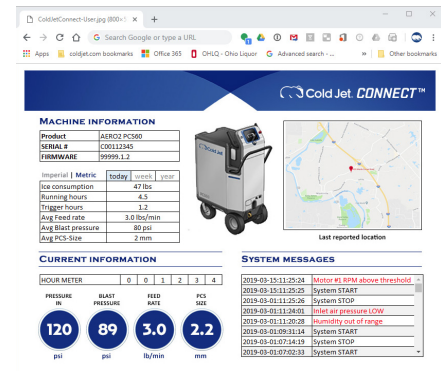 ColdJetConnect-User.jpg (800×5
Search Google or type a URL
Apps coldjet.com bookmarks Office 365 OHLQ - Ohio Liquor G Advanced search - ... » Other bookmarks
Cold Jet. CONNECT™
MACHINE INFORMATION
Product AERO2 PCS60
SERIAL # C00112345
FIRMWARE 99999.1.2
COLD JET
Imperial | Metric today week year
Ice consumption 47 lbs
Running hours 4.5
Trigger hours 1.2
Avg Feed rate 3.0 lbs/min
Avg Blast pressure 80 psi
Avg PCS-Size 2 mm
Last reported location
CURRENT INFORMATION
HOUR METER 0 0 1 2 3 4
PRESSURE IN
BLAST PRESSURE
FEED RATE
PCS SIZE
120 89 3.0 2.2
psi psi lb/min mm
SYSTEM MESSAGES
2019-03-15:11:25:24 Motor #1 RPM above threshold
2019-03-15:11:25:25 System START
2019-03-01:11:25:26 System STOP
2019-03-01:11:24:01 Inlet air pressure LOW
2019-03-01:11:20:28 Humidity out of range
2019-03-01:09:31:14 System START
2019-03-01:07:14:19 System STOP
2019-03-01:07:02:33 System START